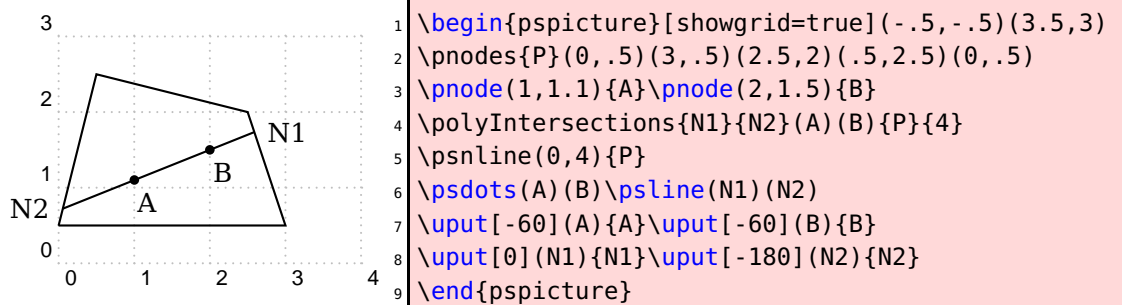 3
2
1
0
0 1 2 3 4
N1
B
A
N2
1 \begin{pspicture}[showgrid=true](-.5,-.5)(3.5,3)
2 \pnodes{P}(0,.5)(3,.5)(2.5,2)(.5,2.5)(0,.5)
3 \pnode(1,1.1){A}\pnode(2,1.5){B}
4 \polyIntersections{N1}{N2}(A)(B){P}{4}
5 \psnline(0,4){P}
6 \psdots(A)(B)\psline(N1)(N2)
7 \uput[-60](A){A}\uput[-60](B){B}
8 \uput[0](N1){N1}\uput[-180](N2){N2}
9 \end{pspicture}